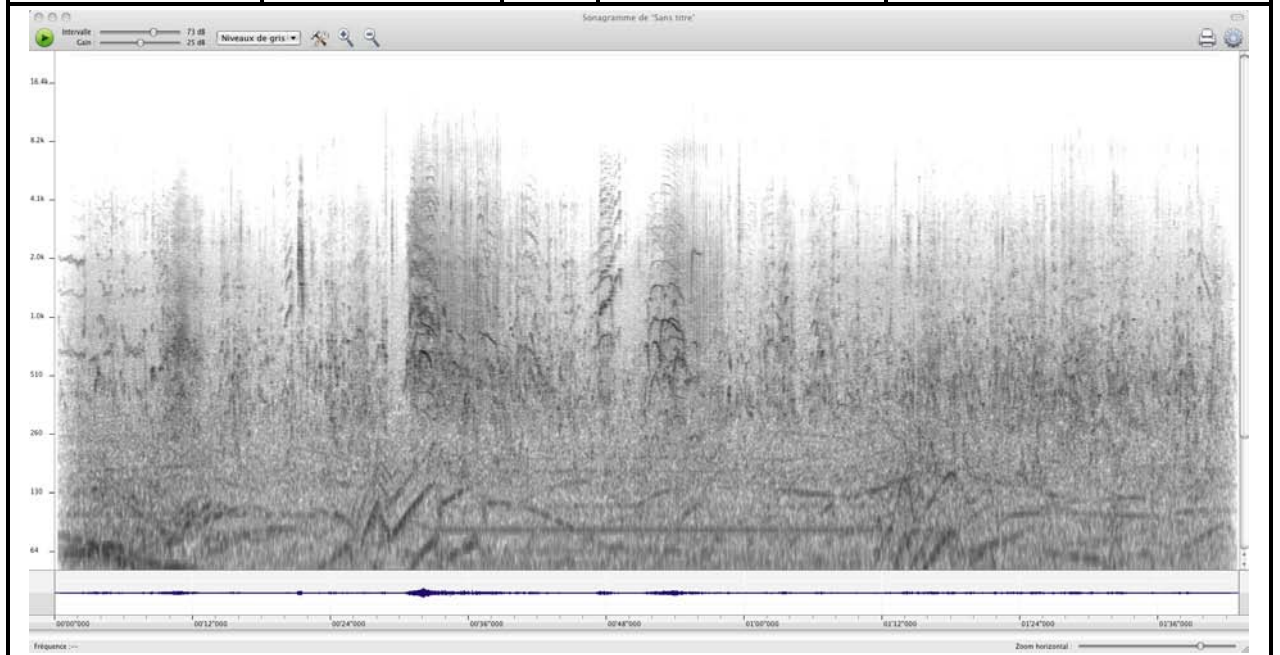 Sonagramme de 'Sans titre'
Intervalle 73 dB
Gain 25 dB
Niveaux de gris
16.4k
8.2k
4.1k
2.0k
1.0k
510
260
130
64
00'00"000 00'12"000 00'24"000 00'36"000 00'48"000 01'00"000 01'12"000 01'24"000 01'36"000
Fréquence :-- Zoom horizontal